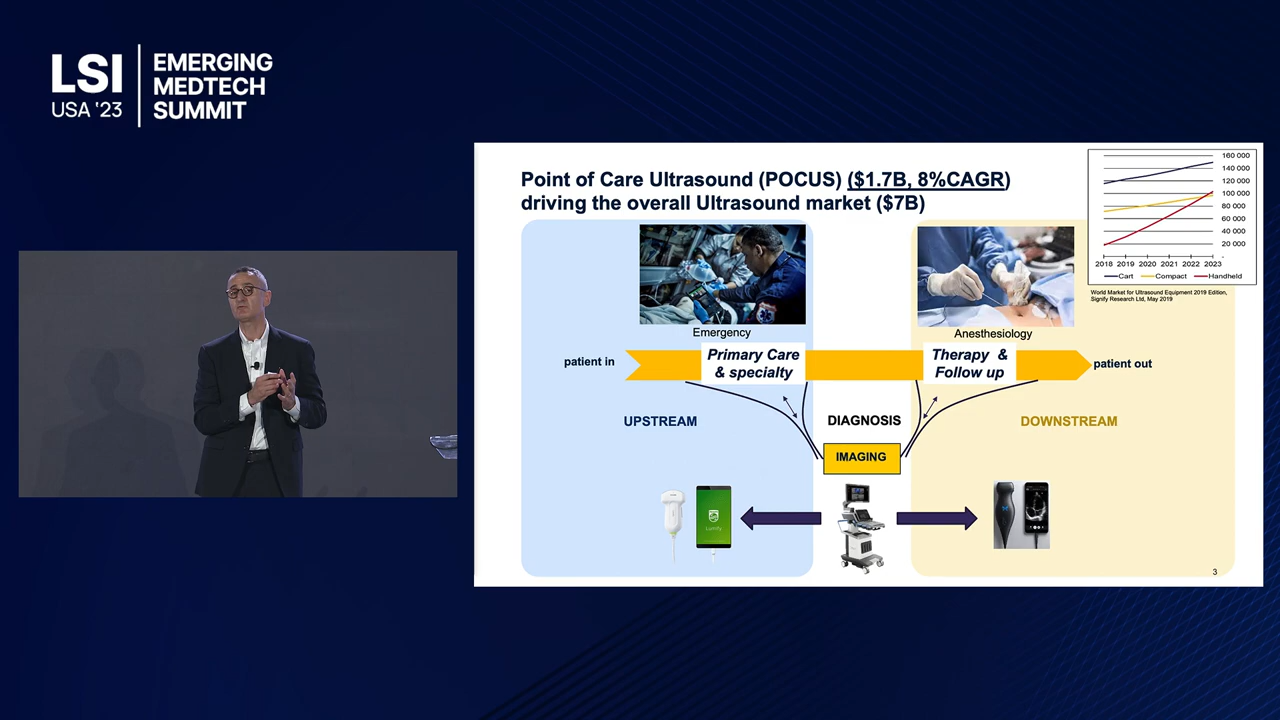 LSI
USA '23
EMERGING
MEDTECH
SUMMIT
Point of Care Ultrasound (POCUS) ($1.7B, 8%CAGR)
driving the overall Ultrasound market ($7B)
160 000
140 000
120 000
100 000
80 000
60 000
40 000
20 000
-
2018 2019 2020 2021 2022 2023
Cart Compact Handheld
World Market for Ultrasound Equipment 2019 Edition,
Signify Research Ltd, May 2019
Emergency
Anesthesiology
patient in
Primary Care
& specialty
Therapy &
Follow up
patient out
UPSTREAM
DIAGNOSIS
DOWNSTREAM
IMAGING
Lumify
3